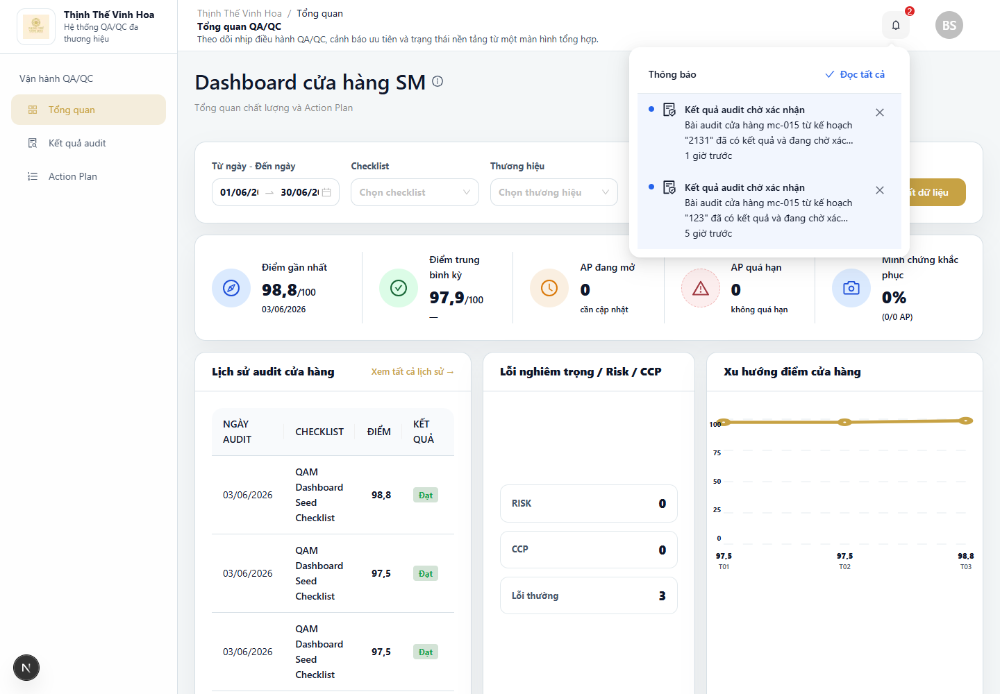 Thịnh Thế Vinh Hoa
Hệ thống QA/QC đa
thương hiệu
Thịnh Thế Vinh Hoa / Tổng quan
Tổng quan QA/QC
Theo dõi nhịp điều hành QA/QC, cảnh báo ưu tiên và trạng thái nền tảng từ một màn hình tổng hợp.
2
BS
Vận hành QA/QC
Tổng quan
Kết quả audit
Action Plan
Dashboard cửa hàng SM
Tổng quan chất lượng và Action Plan
Thông báo
Đọc tất cả
Kết quả audit chờ xác nhận
Bài audit cửa hàng mc-015 từ kế hoạch
"2131" đã có kết quả và đang chờ xác...
1 giờ trước
Kết quả audit chờ xác nhận
Bài audit cửa hàng mc-015 từ kế hoạch
"123" đã có kết quả và đang chờ xác...
5 giờ trước
Từ ngày - Đến ngày
01/06/2 → 30/06/2
Checklist
Chọn checklist
Thương hiệu
Chọn thương hiệu
ất dữ liệu
Điểm gần nhất
98,8/100
03/06/2026
Điểm trung
bình kỳ
97,9/100
—
AP đang mở
0
cần cập nhật
AP quá hạn
0
không quá hạn
Minh chứng khắc
phục
0%
(0/0 AP)
Lịch sử audit cửa hàng
Xem tất cả lịch sử →
NGÀY
AUDIT
CHECKLIST
ĐIỂM
KẾT
QUẢ
03/06/2026
QAM
Dashboard
Seed
Checklist
98,8
Đạt
03/06/2026
QAM
Dashboard
Seed
Checklist
97,5
Đạt
03/06/2026
QAM
Dashboard
Seed
Checklist
97,5
Đạt
Lỗi nghiêm trọng / Risk / CCP
RISK
0
CCP
0
Lỗi thường
3
Xu hướng điểm cửa hàng
100
75
50
25
0
97,5
T01
97,5
T02
98,8
T03
N